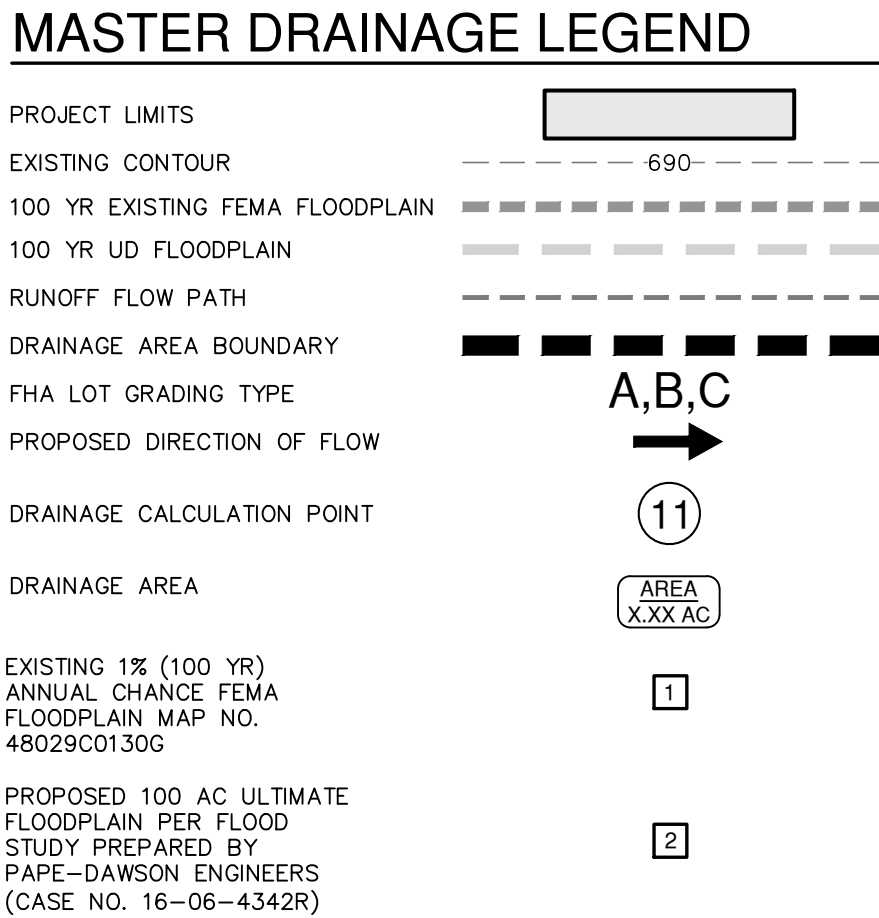 MASTER DRAINAGE LEGEND
PROJECT LIMITS
EXISTING CONTOUR 690
100 YR EXISTING FEMA FLOODPLAIN
100 YR UD FLOODPLAIN
RUNOFF FLOW PATH
DRAINAGE AREA BOUNDARY
FHA LOT GRADING TYPE A,B,C
PROPOSED DIRECTION OF FLOW
DRAINAGE CALCULATION POINT 11
DRAINAGE AREA
AREA
X.XX AC
EXISTING 1% (100 YR)
ANNUAL CHANCE FEMA
FLOODPLAIN MAP NO.
48029C0130G
1
PROPOSED 100 AC ULTIMATE
FLOODPLAIN PER FLOOD
STUDY PREPARED BY
PAPE-DAWSON ENGINEERS
(CASE NO. 16-06-4342R)
2